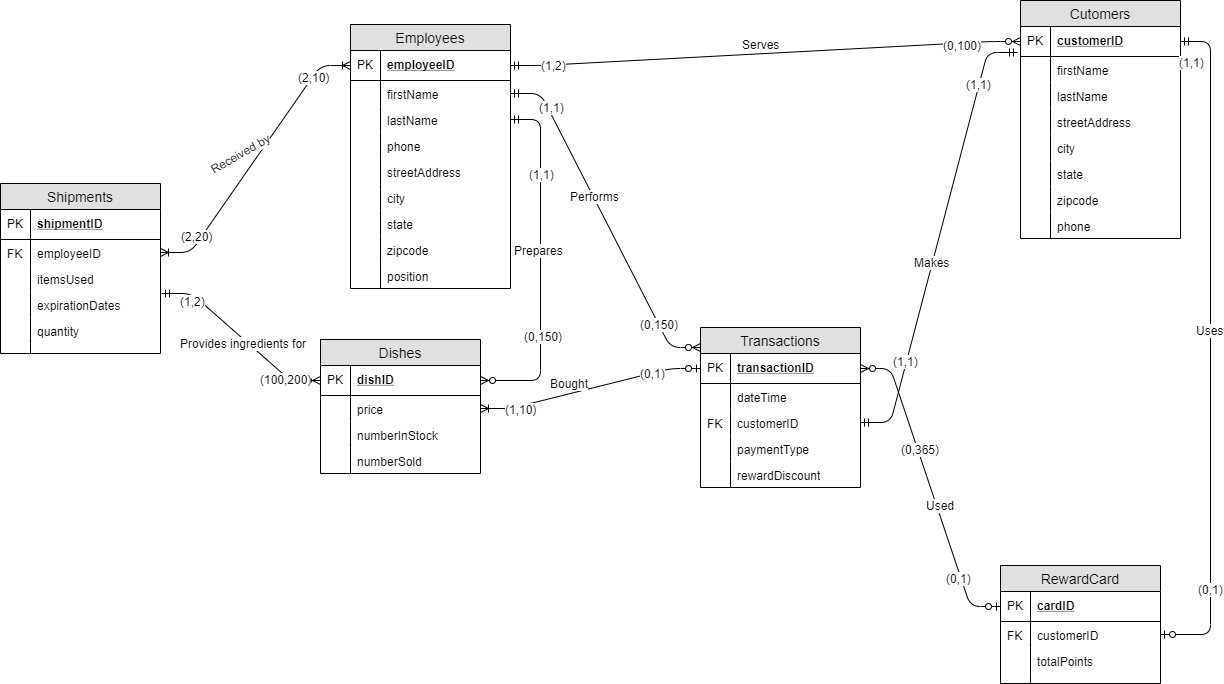 Cutomers
PK customerID
firstName
lastName
streetAddress
city
state
zipcode
phone
Employees
PK employeeID
firstName
lastName
phone
streetAddress
city
state
zipcode
position
Serves
(1,2)
(0,100)
(2,10)
Received by
(2,20)
(1,1)
Performs
(0,150)
(1,1)
Prepares
(0,150)
(1,1)
Makes
(1,1)
(1,1)
Uses
(0,1)
Shipments
PK shipmentID
FK employeeID
itemsUsed
expirationDates
quantity
(1,2)
Provides ingredients for
(100,200)
Dishes
PK dishID
price
numberInStock
numberSold
(1,10)
Bought
(0,1)
Transactions
PK transactionID
dateTime
FK customerID
paymentType
rewardDiscount
(0,365)
Used
(0,1)
RewardCard
PK cardID
FK customerID
totalPoints